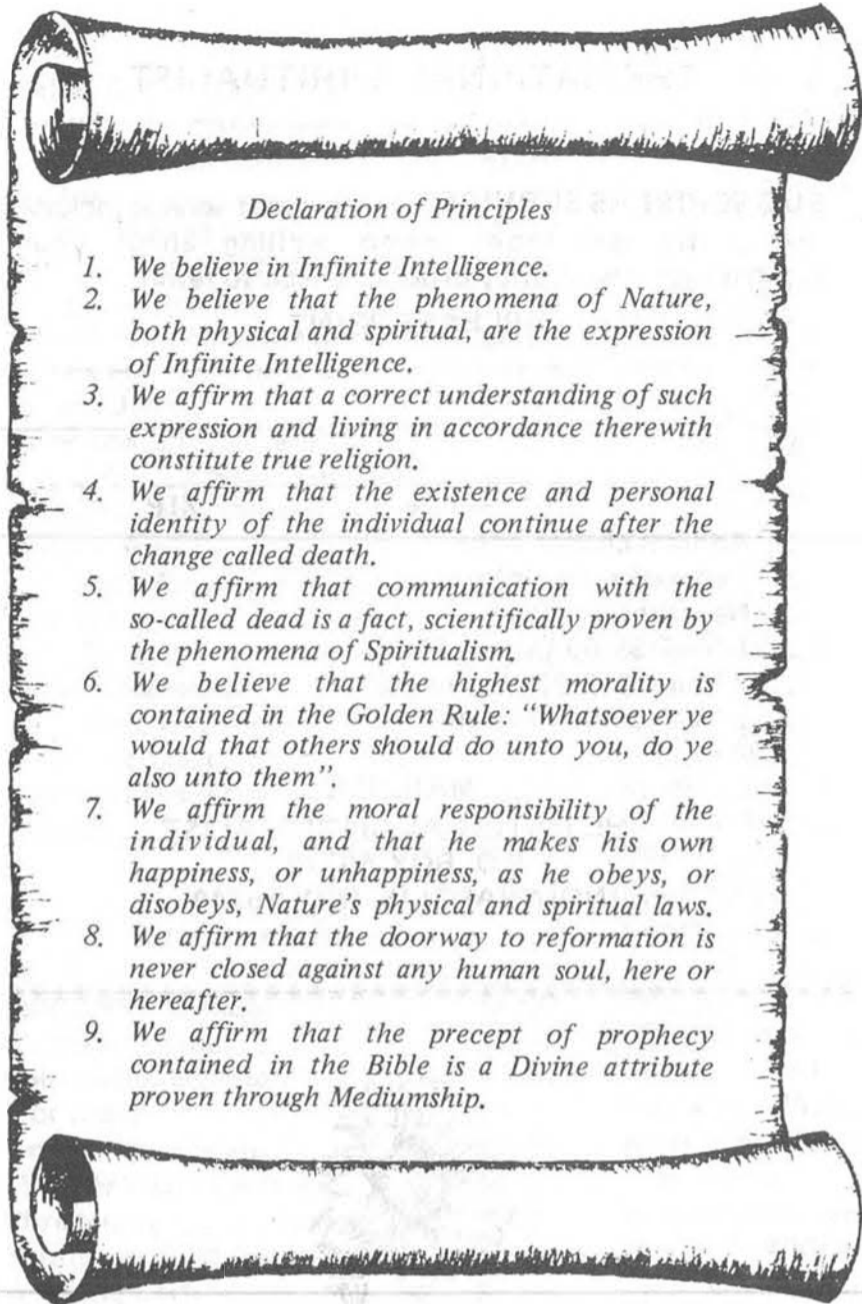 Declaration of Principles
1. We believe in Infinite Intelligence.
2. We believe that the phenomena of Nature,
both physical and spiritual, are the expression
of Infinite Intelligence.
3. We affirm that a correct understanding of such
expression and living in accordance therewith
constitute true religion.
4. We affirm that the existence and personal
identity of the individual continue after the
change called death.
5. We affirm that communication with the
so-called dead is a fact, scientifically proven by
the phenomena of Spiritualism.
6. We believe that the highest morality is
contained in the Golden Rule: "Whatsoever ye
would that others should do unto you, do ye
also unto them".
7. We affirm the moral responsibility of the
individual, and that he makes his own
happiness, or unhappiness, as he obeys, or
disobeys, Nature's physical and spiritual laws.
8. We affirm that the doorway to reformation is
never closed against any human soul, here or
hereafter.
9. We affirm that the precept of prophecy
contained in the Bible is a Divine attribute
proven through Mediumship.